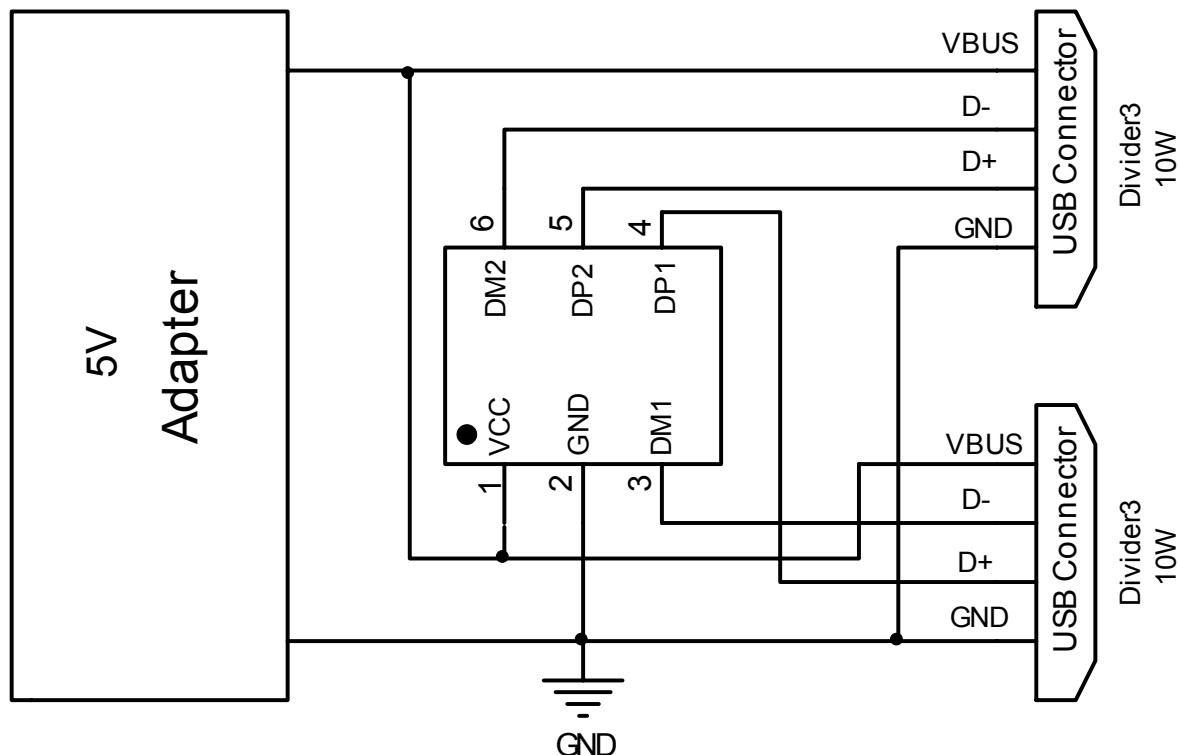 5V
Adapter
VBUS
D-
D+
GND
USB Connector
Divider3
10W
6
5
4
DM2
DP2
DP1
VCC
GND
DM1
1
2
3
VBUS
D-
D+
GND
USB Connector
Divider3
10W
GND